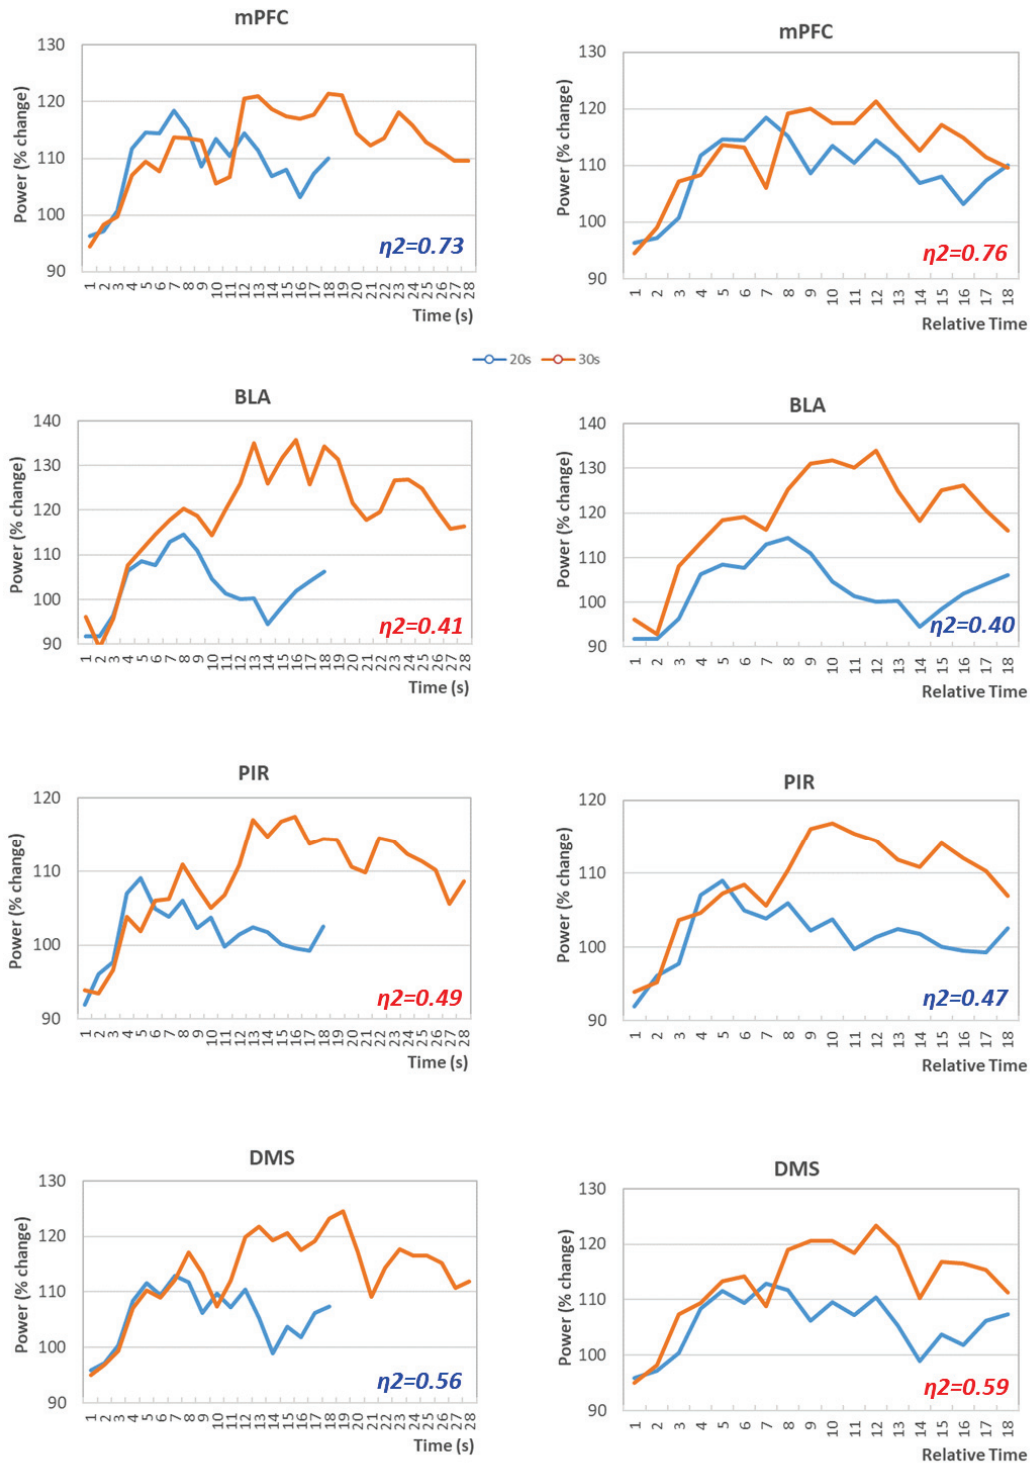 mPFC
130
120
110
100
90
Power (% change)
η2=0.73
1 2 3 4 5 6 7 8 9 10 11 12 13 14 15 16 17 18 19 20 21 22 23 24 25 26 27 28
Time (s)
mPFC
130
120
110
100
90
Power (% change)
η2=0.76
1 2 3 4 5 6 7 8 9 10 11 12 13 14 15 16 17 18
Relative Time
20s 30s
BLA
140
130
120
110
100
90
Power (% change)
η2=0.41
1 2 3 4 5 6 7 8 9 10 11 12 13 14 15 16 17 18 19 20 21 22 23 24 25 26 27 28
Time (s)
BLA
140
130
120
110
100
90
Power (% change)
η2=0.40
1 2 3 4 5 6 7 8 9 10 11 12 13 14 15 16 17 18
Relative Time
PIR
120
110
100
90
Power (% change)
η2=0.49
1 2 3 4 5 6 7 8 9 10 11 12 13 14 15 16 17 18 19 20 21 22 23 24 25 26 27 28
Time (s)
PIR
120
110
100
90
Power (% change)
η2=0.47
1 2 3 4 5 6 7 8 9 10 11 12 13 14 15 16 17 18
Relative Time
DMS
130
120
110
100
90
Power (% change)
η2=0.56
1 2 3 4 5 6 7 8 9 10 11 12 13 14 15 16 17 18 19 20 21 22 23 24 25 26 27 28
Time (s)
DMS
130
120
110
100
90
Power (% change)
η2=0.59
1 2 3 4 5 6 7 8 9 10 11 12 13 14 15 16 17 18
Relative Time